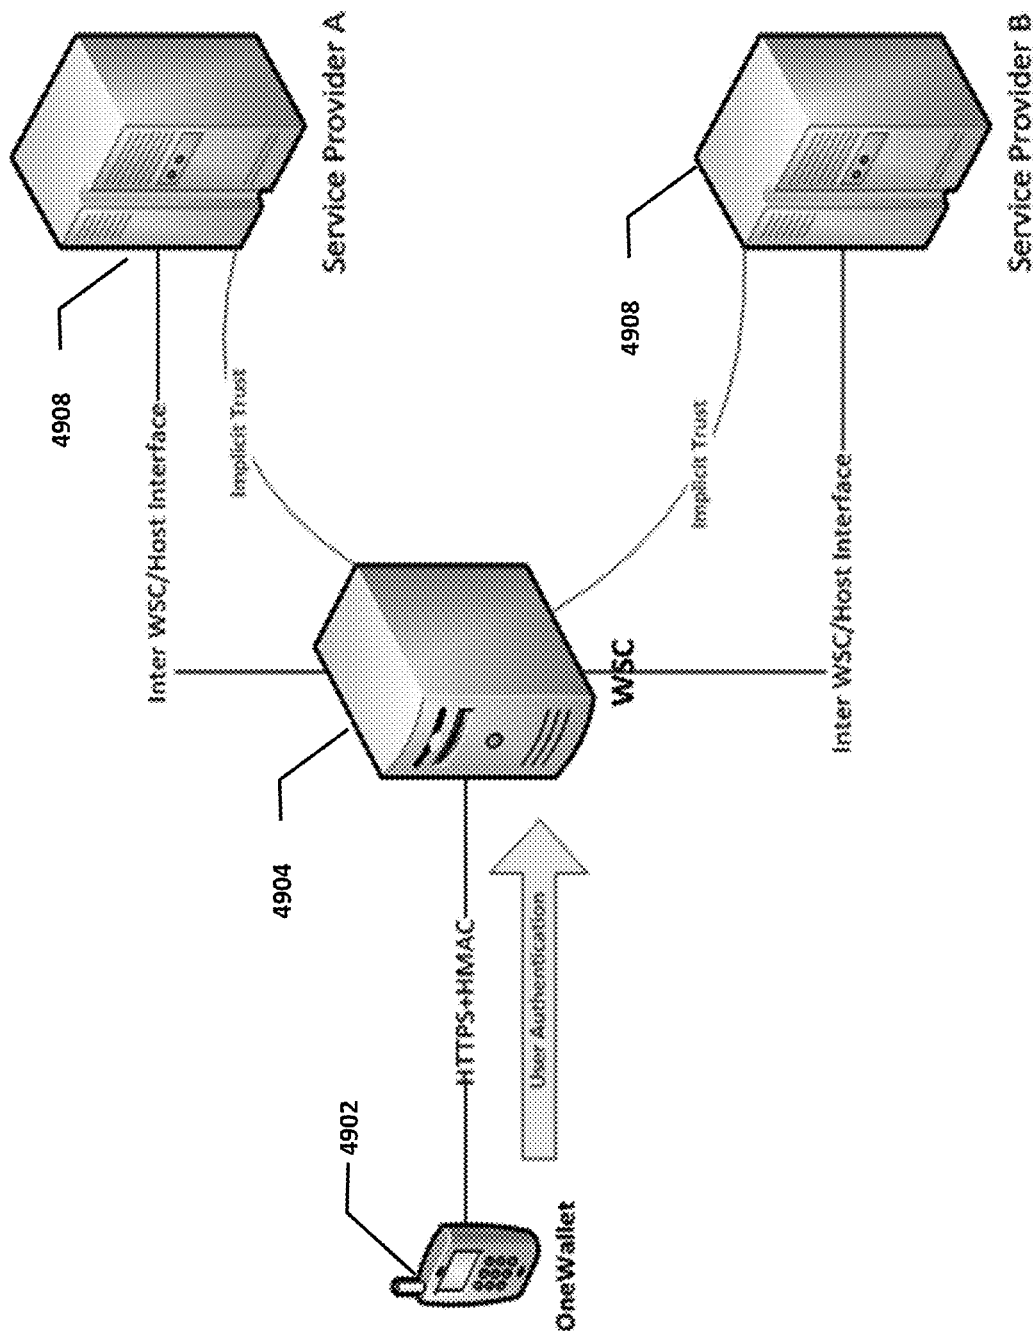 Service Provider A
4908
Inter WSC/Host Interface
Implicit Trust
Service Provider B
4908
Implicit Trust
Inter WSC/Host Interface
WSC
4904
HTTPS+HMAC
User Authentication
4902
OneWallet